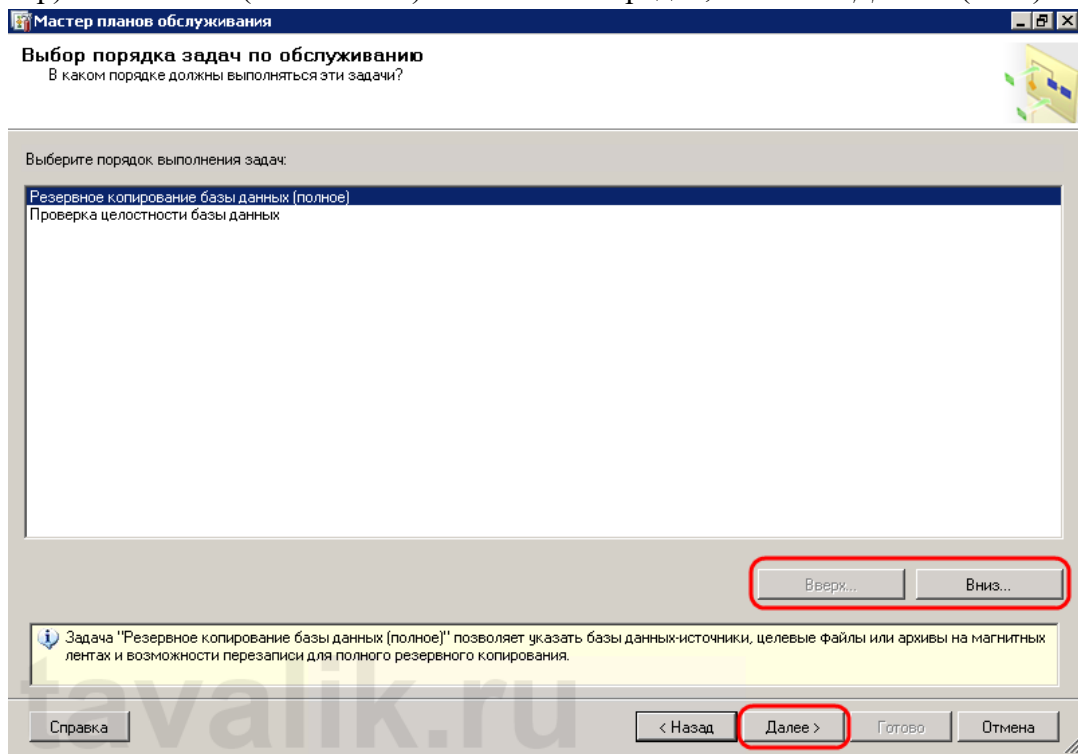 Мастер планов обслуживания
Выбор порядка задач по обслуживанию
В каком порядке должны выполняться эти задачи?
Выберите порядок выполнения задач:
Резервное копирование базы данных (полное)
Проверка целостности базы данных
Вверх... Вниз...
Задача "Резервное копирование базы данных (полное)" позволяет указать базы данных-источники, целевые файлы или архивы на магнитных
лентах и возможности перезаписи для полного резервного копирования.
tavalik.ru
Справка < Назад Далее > Готово Отмена